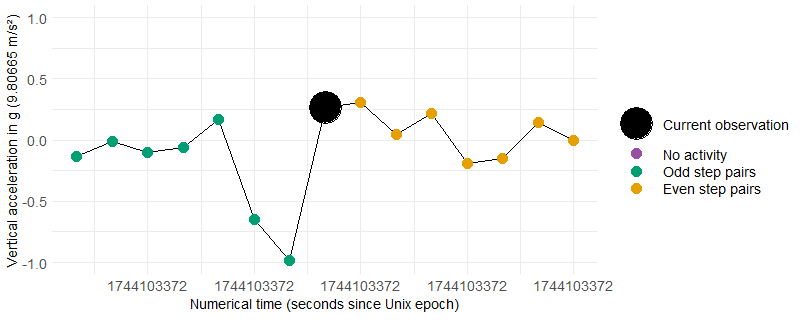 Vertical acceleration in g (9.80665 m/s²)
1.0
0.5
0.0
-0.5
-1.0
1744103372 1744103372 1744103372 1744103372 1744103372
Numerical time (seconds since Unix epoch)
Current observation
No activity
Odd step pairs
Even step pairs